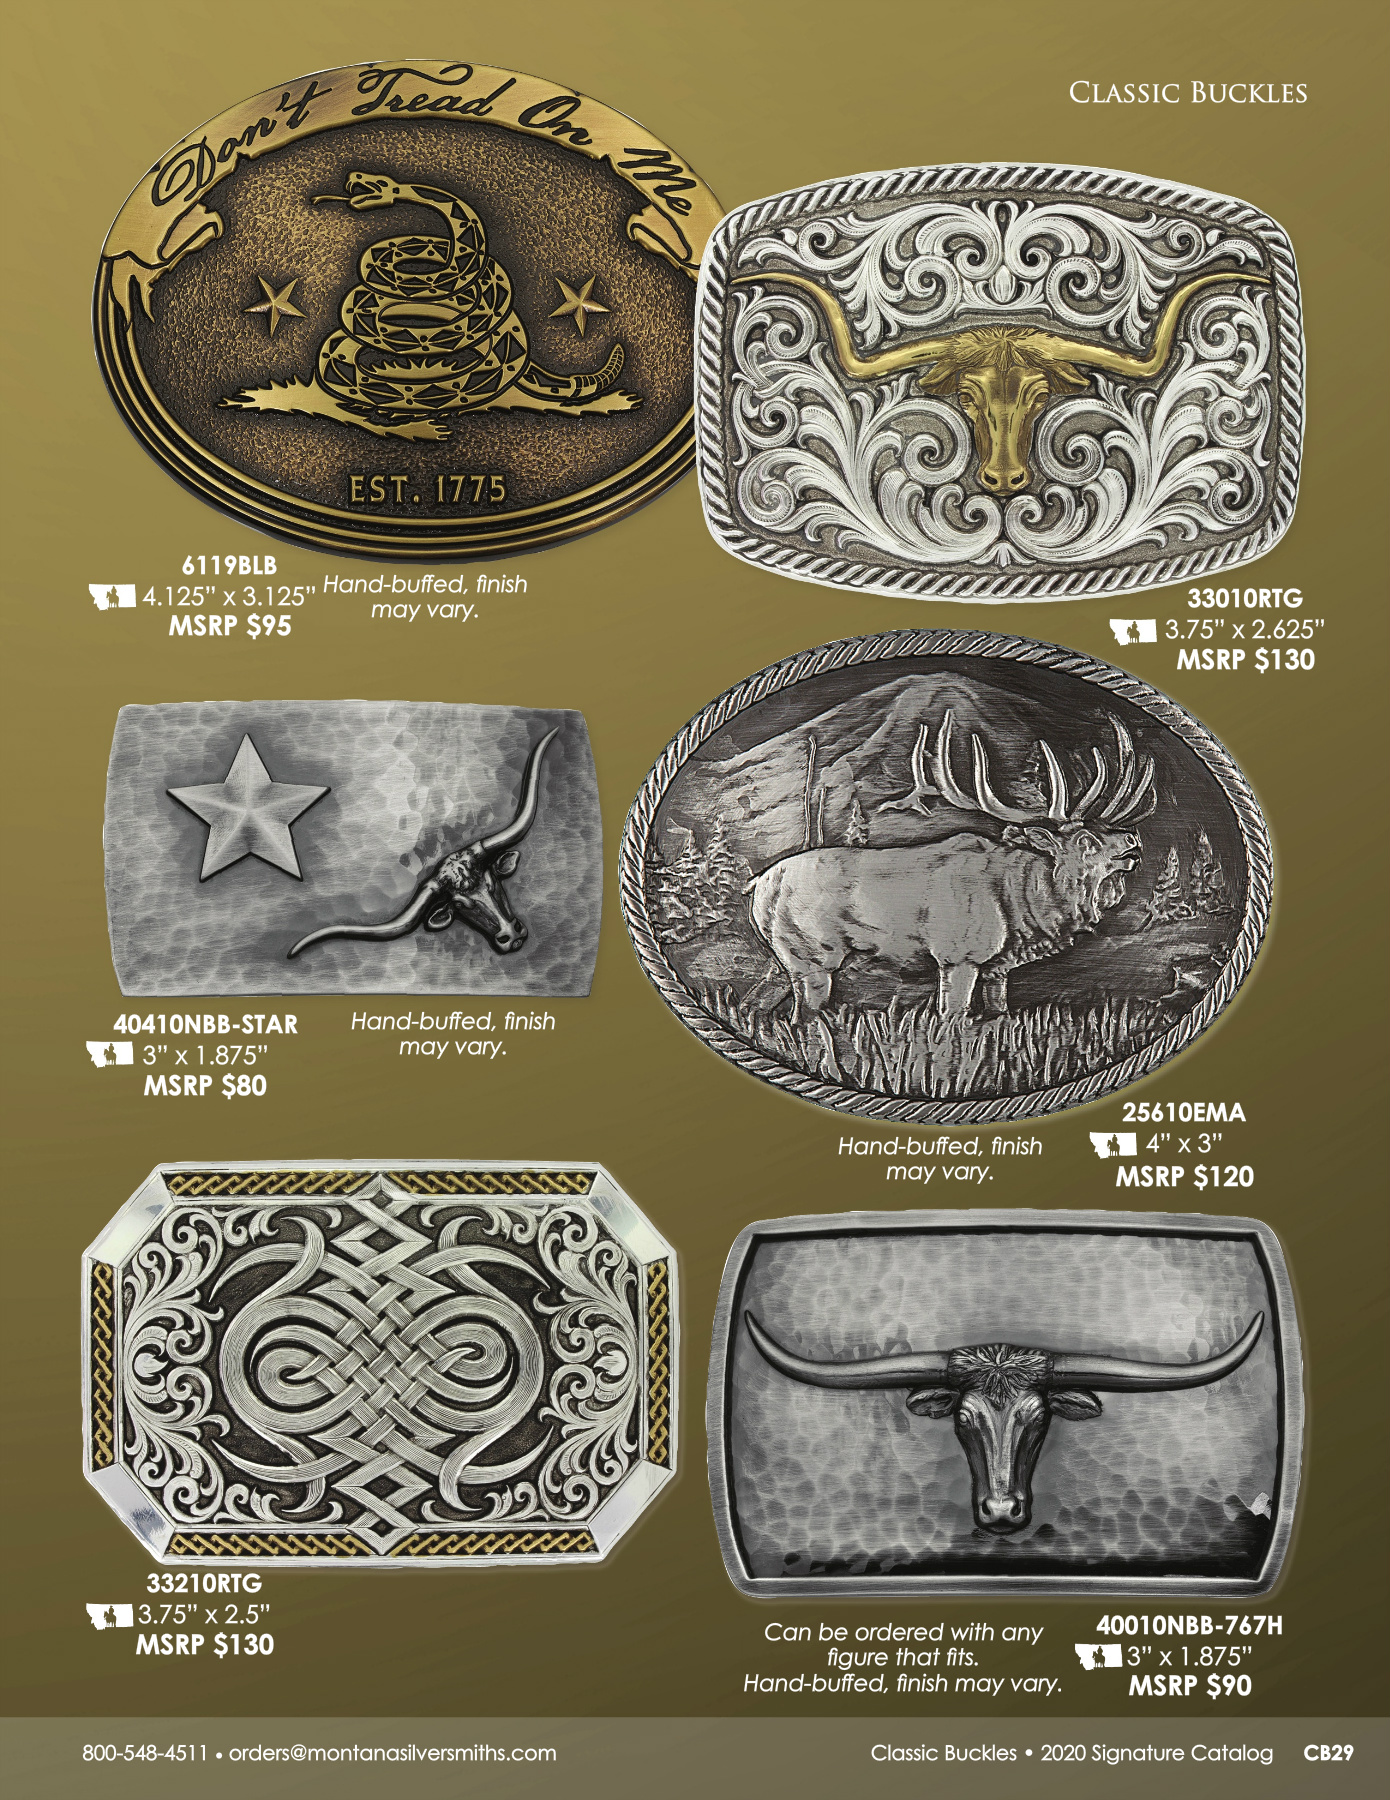 Classic Buckles
Don't Tread On Me
EST. 1775
6119BLB
4.125” x 3.125”
MSRP $95
Hand-buffed, finish
may vary.
33010RTG
3.75” x 2.625”
MSRP $130
40410NBB-STAR
3” x 1.875”
MSRP $80
Hand-buffed, finish
may vary.
25610EMA
4” x 3”
MSRP $120
Hand-buffed, finish
may vary.
33210RTG
3.75” x 2.5”
MSRP $130
Can be ordered with any
figure that fits.
Hand-buffed, finish may vary.
40010NBB-767H
3” x 1.875”
MSRP $90
800-548-4511 • orders@montanasilversmiths.com
Classic Buckles • 2020 Signature Catalog CB29